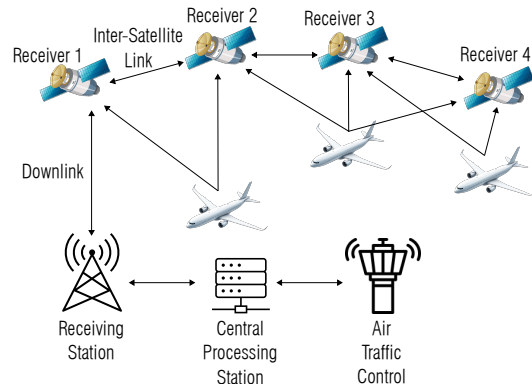 Receiver 1
Inter-Satellite
Link
Receiver 2
Receiver 3
Receiver 4
Downlink
Receiving
Station
Central
Processing
Station
Air
Traffic
Control